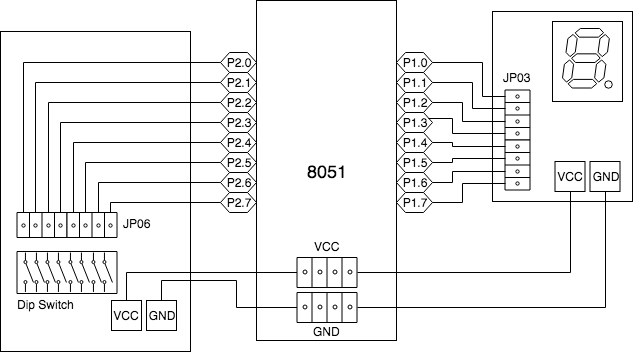 P2.0
P2.1
P2.2
P2.3
P2.4
P2.5
P2.6
P2.7
JP06
Dip Switch
VCC
GND
8051
VCC
GND
P1.0
P1.1
P1.2
P1.3
P1.4
P1.5
P1.6
P1.7
JP03
VCC
GND